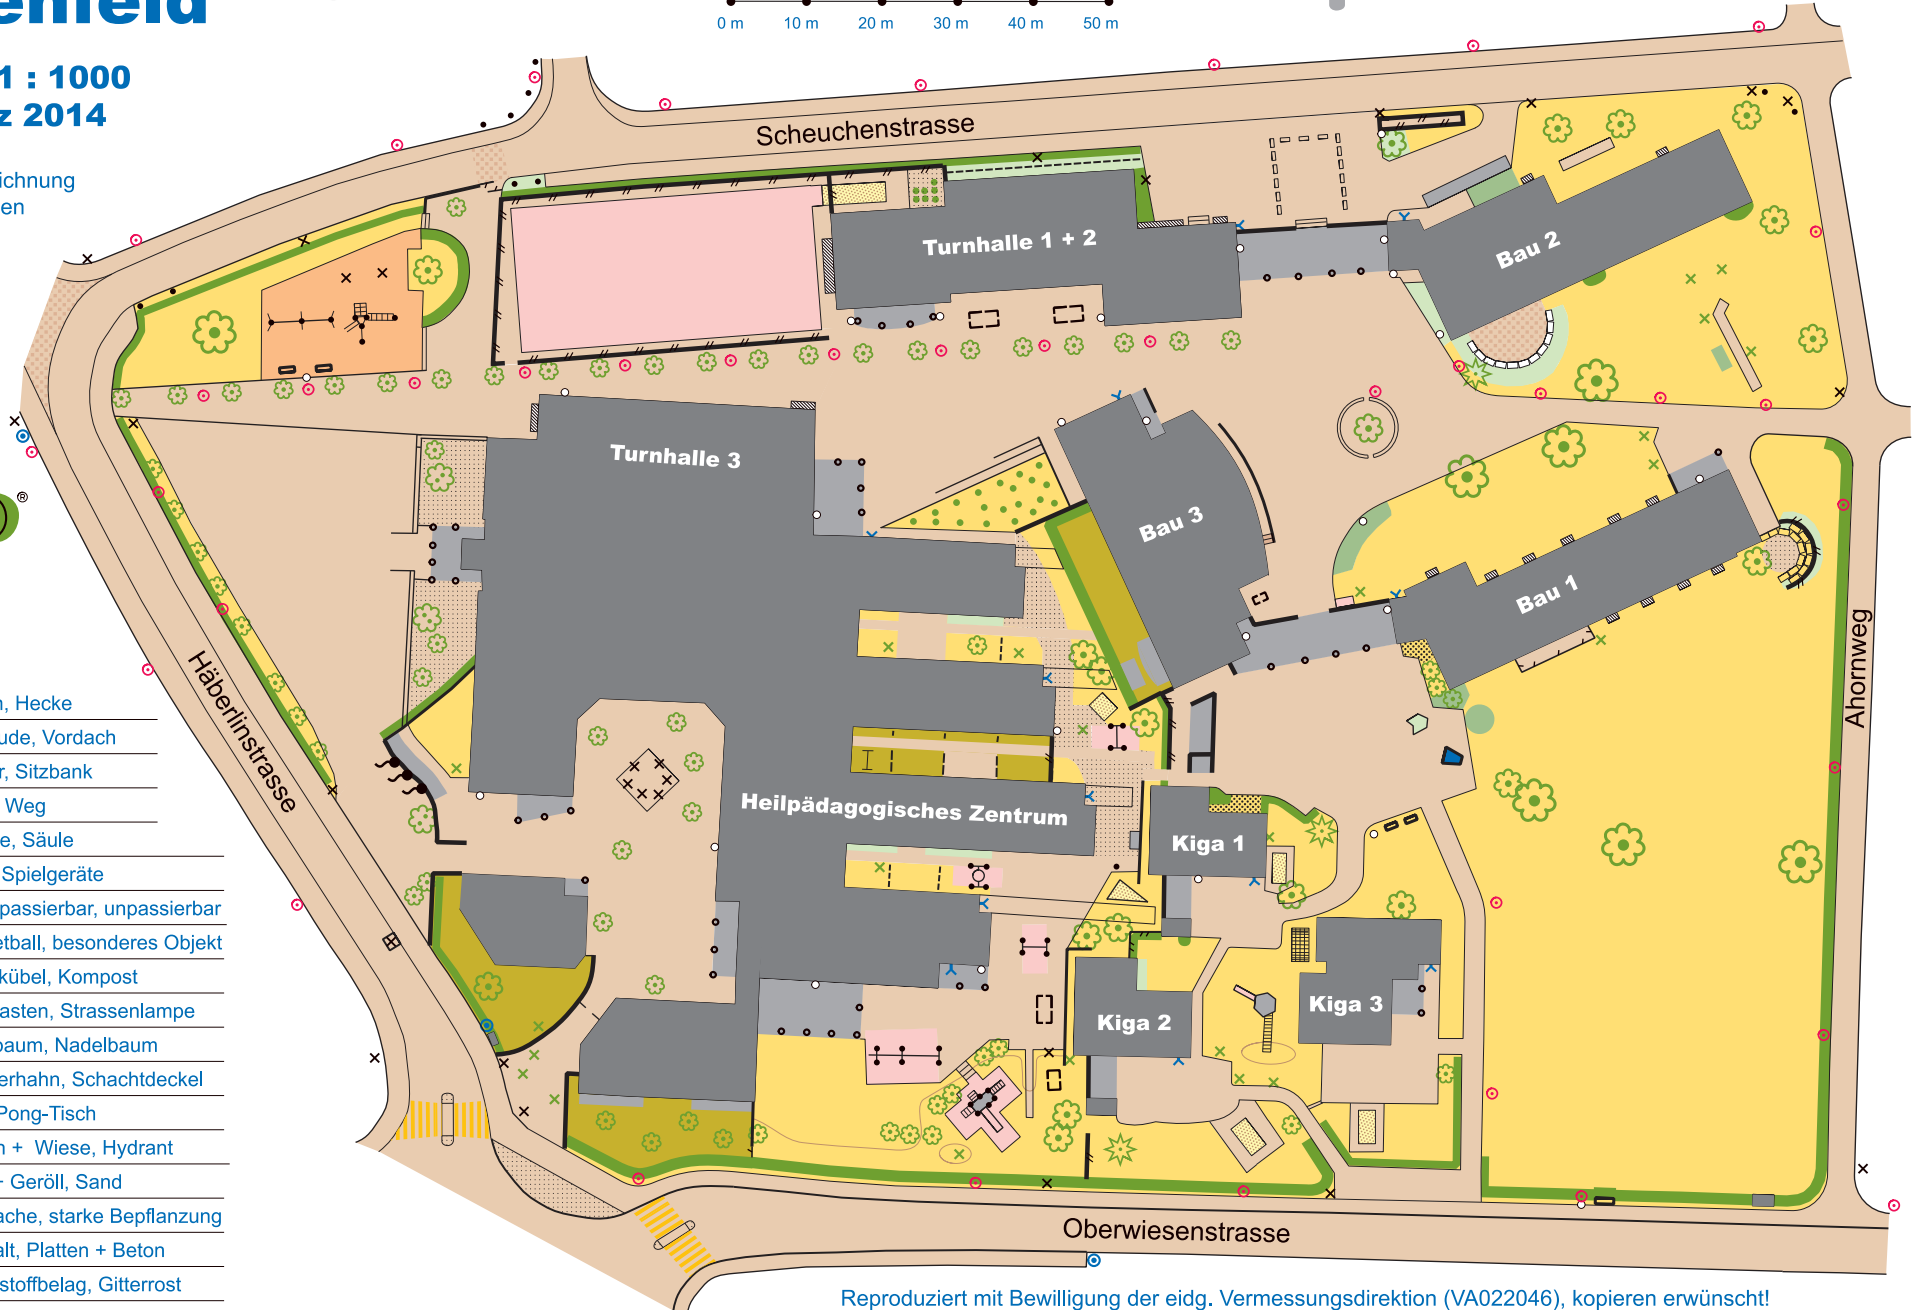 enfeld
1 : 1000
z 2014
ichnung
en
0 m 10 m 20 m 30 m 40 m 50 m
Scheuchenstrasse
Turnhalle 1 + 2
Bau 2
Turnhalle 3
Bau 3
Bau 1
®
Häberlinstrasse
Ahornweg
Heilpädagogisches Zentrum
Kiga 1
Kiga 2
Kiga 3
Oberwiesenstrasse
n, Hecke
ude, Vordach
r, Sitzbank
Weg
e, Säule
Spielgeräte
passierbar, unpassierbar
etball, besonderes Objekt
kübel, Kompost
asten, Strassenlampe
baum, Nadelbaum
erhahn, Schachtdeckel
Pong-Tisch
n + Wiese, Hydrant
+ Geröll, Sand
ache, starke Bepflanzung
alt, Platten + Beton
stoffbelag, Gitterrost
Reproduziert mit Bewilligung der eidg. Vermessungsdirektion (VA022046), kopieren erwünscht!